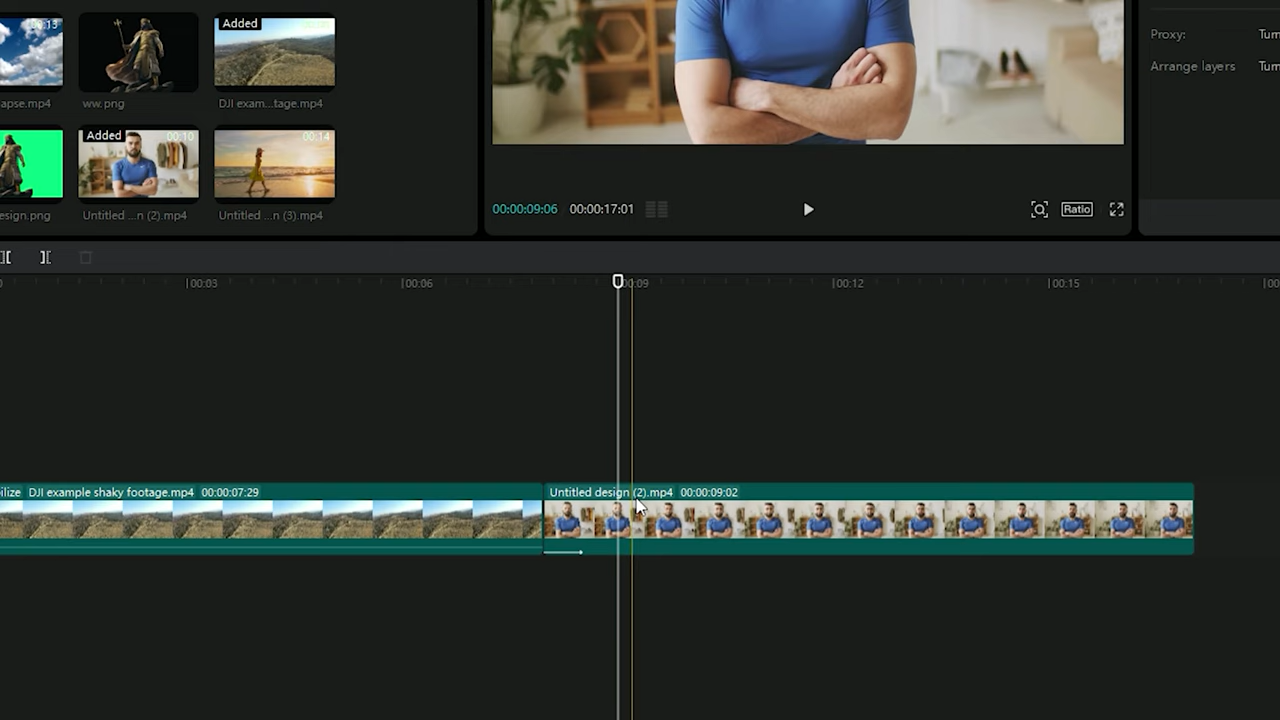 00:13
Added
apse.mp4
ww.png
DJI exam...tage.mp4
Added
00:10
00:14
esign.png
Untitled ...n (2).mp4
Untitled ...n (3).mp4
Proxy:
Arrange layers
00:00:09:06
00:00:17:01
Ratio
00:03
00:06
00:09
00:12
00:15
ilize
DJI example shaky footage.mp4
00:00:07:29
Untitled design (2).mp4
00:00:09:02